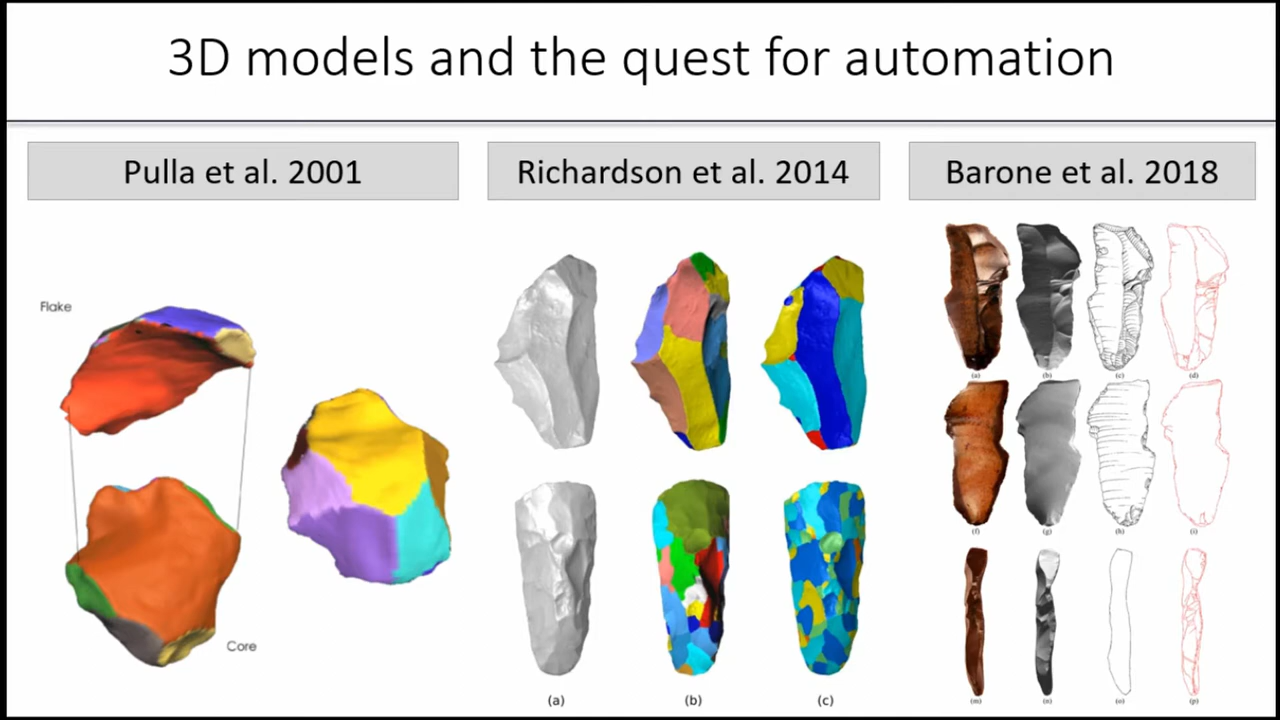 3D models and the quest for automation
Pulla et al. 2001
Richardson et al. 2014
Barone et al. 2018
Flake
Core
(a)
(b)
(c)
(a)
(b)
(c)
(d)
(f)
(g)
(h)
(i)
(m)
(n)
(o)
(p)